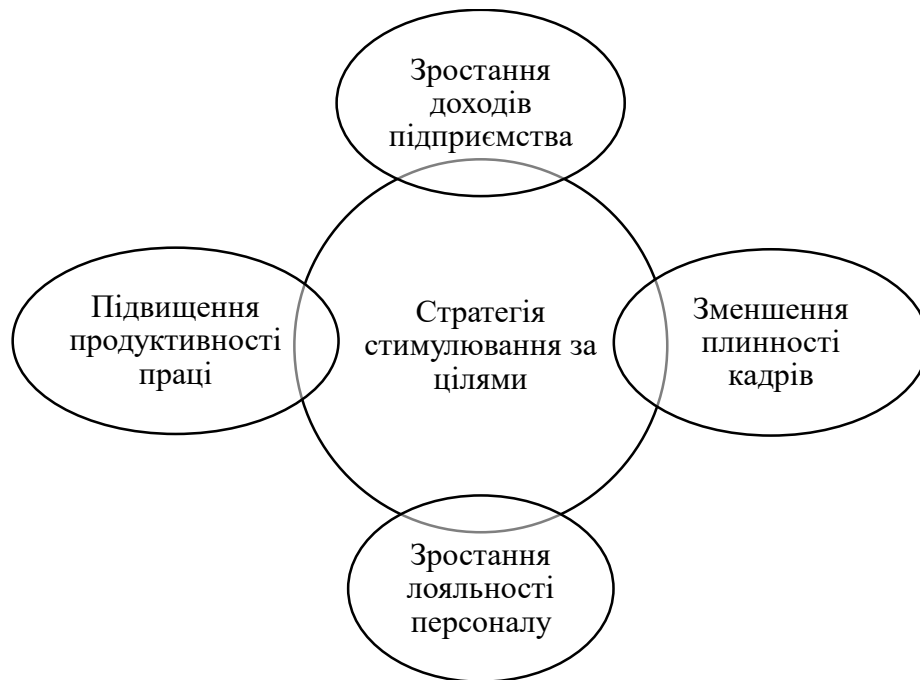 Зростання
доходів
підприємства
Підвищення
продуктивності
праці
Стратегія
стимулювання за
цілями
Зменшення
плинності
кадрів
Зростання
лояльності
персоналу